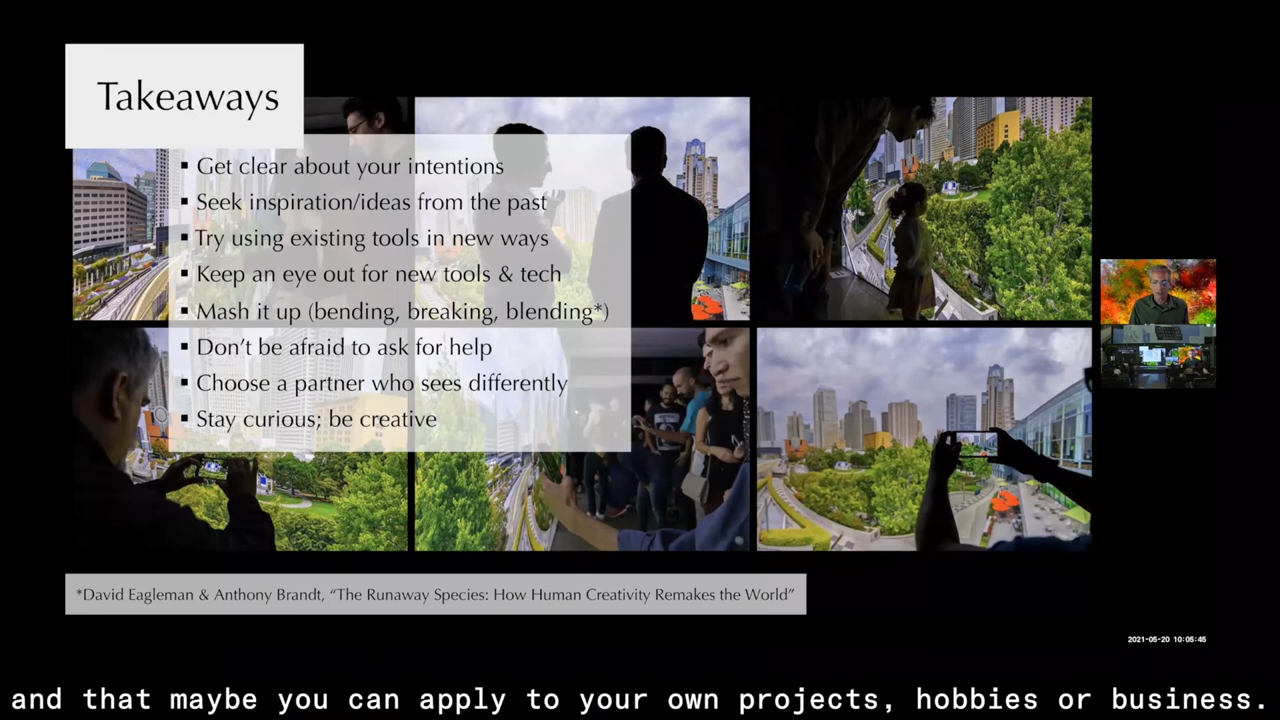 Takeaways
▪ Get clear about your intentions
▪ Seek inspiration/ideas from the past
▪ Try using existing tools in new ways
▪ Keep an eye out for new tools & tech
▪ Mash it up (bending, breaking, blending*)
▪ Don’t be afraid to ask for help
▪ Choose a partner who sees differently
▪ Stay curious; be creative
*David Eagleman & Anthony Brandt, “The Runaway Species: How Human Creativity Remakes the World”
2021-05-20 10:05:45
and that maybe you can apply to your own projects, hobbies or business.